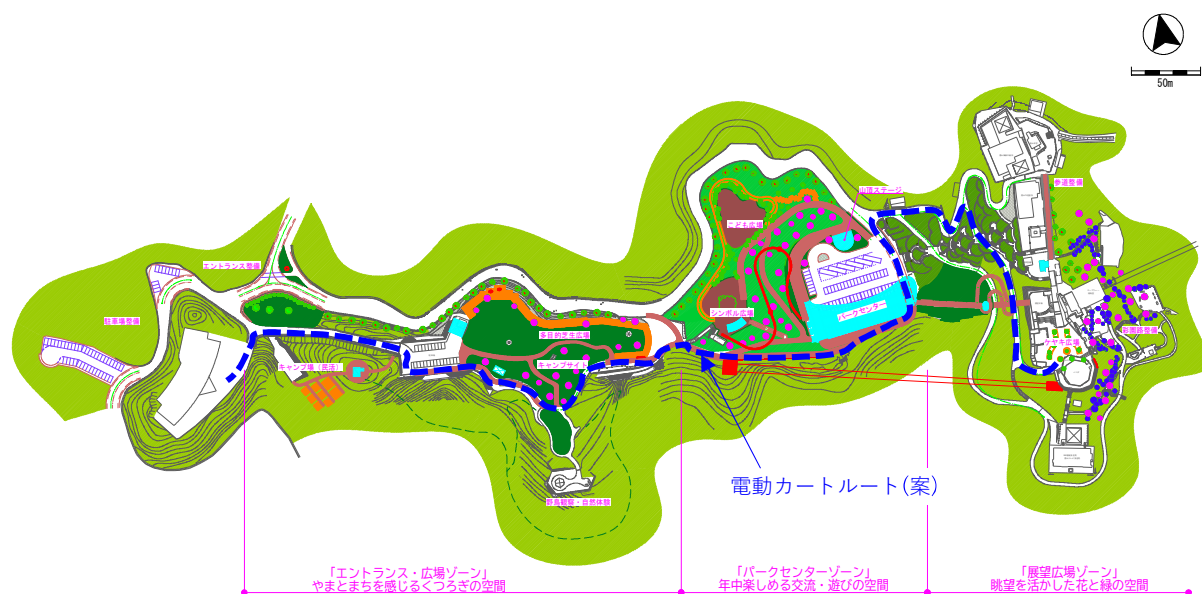 50m
参道整備
山頂ステージ
こども広場
エントランス整備
駐車場整備
シンボル広場
パークセンター
多目的芝生広場
キャンプサイト
キャンプ場（民活）
ケヤキ広場
野鳥観察・自然体験
電動カートルート(案)
「エントランス・広場ゾーン」
やまとまちを感じるくつろぎの空間
「パークセンターゾーン」
年中楽しめる交流・遊びの空間
「展望広場ゾーン」
眺望を活かした花と緑の空間